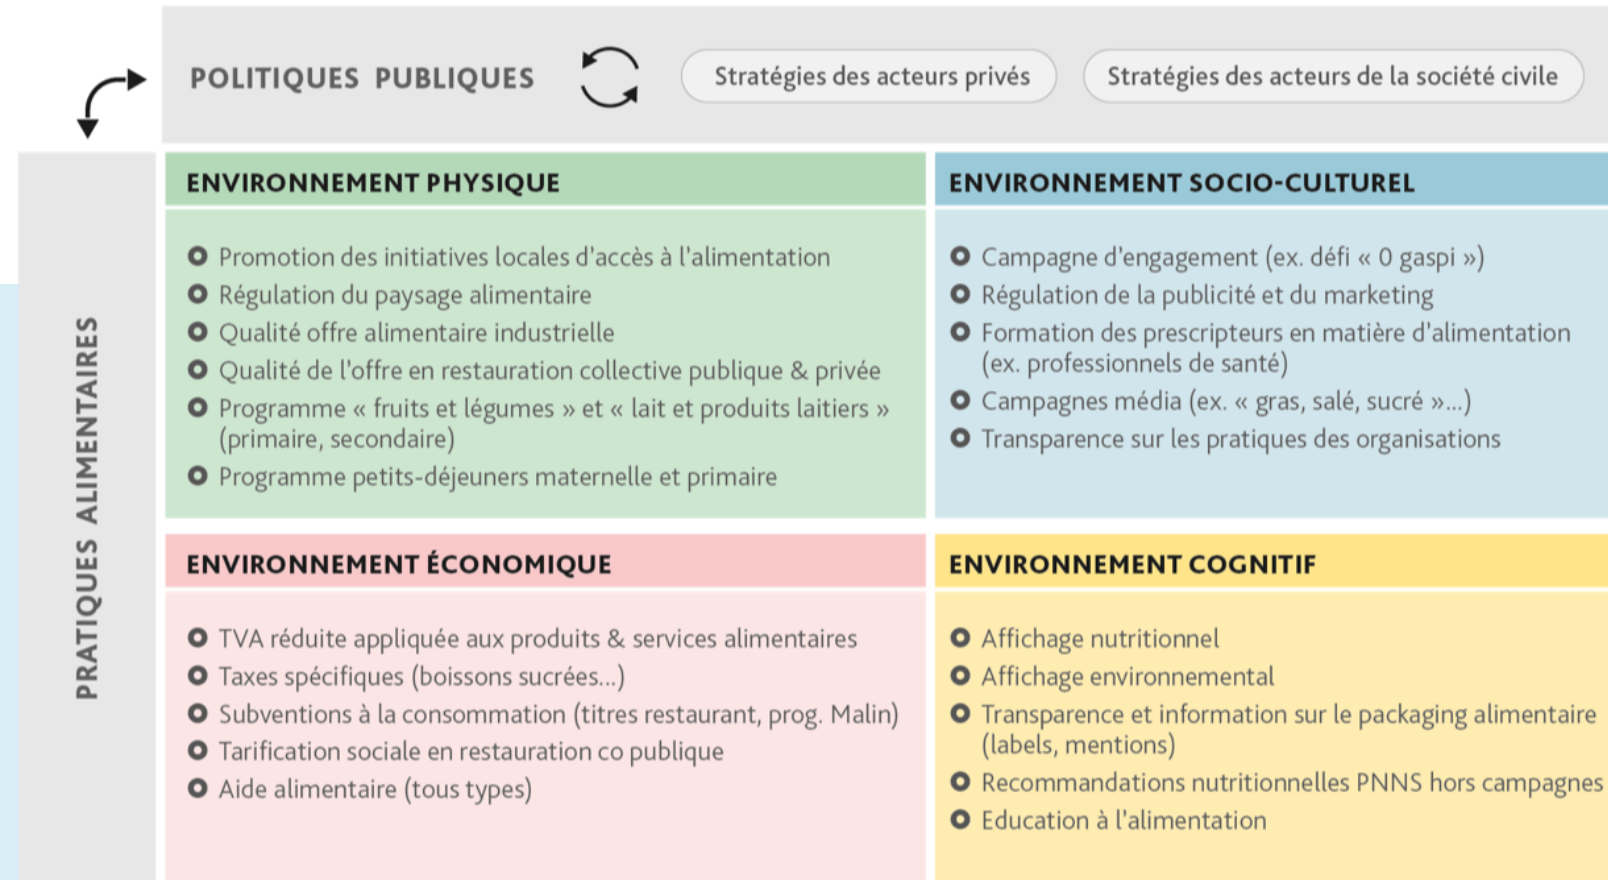 POLITIQUES PUBLIQUES
Stratégies des acteurs privés
Stratégies des acteurs de la société civile
PRATIQUES ALIMENTAIRES
ENVIRONNEMENT PHYSIQUE
Promotion des initiatives locales d'accès à l'alimentation
Régulation du paysage alimentaire
Qualité offre alimentaire industrielle
Qualité de l'offre en restauration collective publique & privée
Programme « fruits et légumes » et « lait et produits laitiers »
(primaire, secondaire)
Programme petits-déjeuners maternelle et primaire
ENVIRONNEMENT SOCIO-CULTUREL
Campagne d'engagement (ex. défi « 0 gaspi »)
Régulation de la publicité et du marketing
Formation des prescripteurs en matière d'alimentation
(ex. professionnels de santé)
Campagnes média (ex. « gras, salé, sucré »...)
Transparence sur les pratiques des organisations
ENVIRONNEMENT ÉCONOMIQUE
TVA réduite appliquée aux produits & services alimentaires
Taxes spécifiques (boissons sucrées...)
Subventions à la consommation (titres restaurant, prog. Malin)
Tarification sociale en restauration co publique
Aide alimentaire (tous types)
ENVIRONNEMENT COGNITIF
Affichage nutritionnel
Affichage environnemental
Transparence et information sur le packaging alimentaire
(labels, mentions)
Recommandations nutritionnelles PNNS hors campagnes
Education à l'alimentation